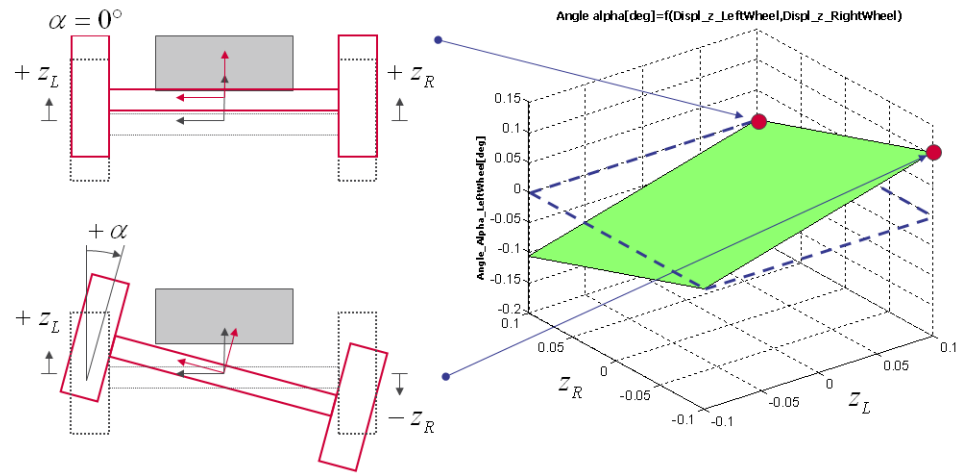 α = 0°
+ z_L
+ z_R
+ α
+ z_L
− z_R
Angle alpha[deg]=f(Displ_z_LeftWheel,Displ_z_RightWheel)
Angle_Alpha_LeftWheel[deg]
0.15
0.1
0.05
0
-0.05
-0.1
-0.15
-0.2
0.1
0.05
0
-0.05
-0.1
z_R
-0.1
-0.05
0
0.05
0.1
z_L